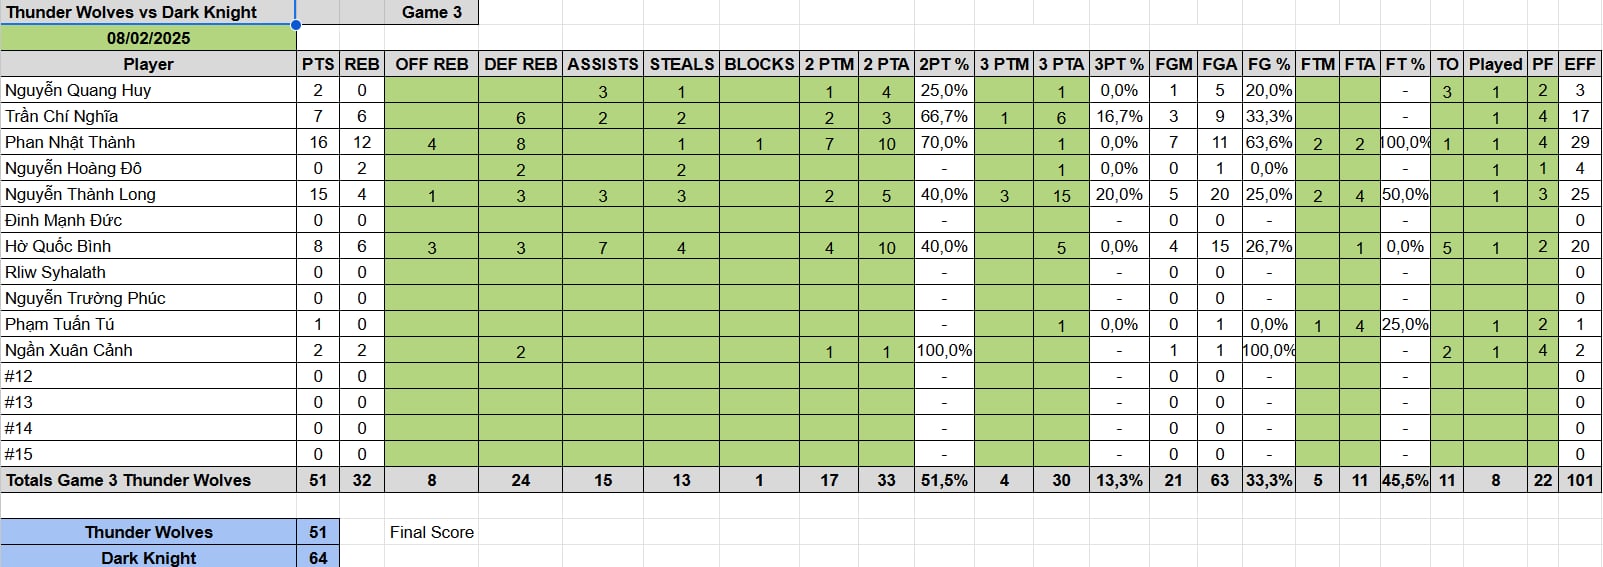 Thunder Wolves vs Dark Knight Game 3
08/02/2025
Player PTS REB OFF REB DEF REB ASSISTS STEALS BLOCKS 2 PTM 2 PTA 2PT % 3 PTM 3 PTA 3PT % FGM FGA FG % FTM FTA FT % TO Played PF EFF
Nguyễn Quang Huy 2 0 3 1 1 4 25,0% 1 0,0% 1 5 20,0% - 3 1 2 3
Trần Chí Nghĩa 7 6 6 2 2 2 3 66,7% 1 6 16,7% 3 9 33,3% - 1 4 17
Phan Nhật Thành 16 12 4 8 1 1 7 10 70,0% 1 0,0% 7 11 63,6% 2 2 100,0% 1 1 4 29
Nguyễn Hoàng Đô 0 2 2 2 - 1 0,0% 0 1 0,0% - 1 1 4
Nguyễn Thành Long 15 4 1 3 3 3 2 5 40,0% 3 15 20,0% 5 20 25,0% 2 4 50,0% 1 3 25
Đinh Mạnh Đức 0 0 - - 0 0 - - 0
Hờ Quốc Bình 8 6 3 3 7 4 4 10 40,0% 5 0,0% 4 15 26,7% 1 0,0% 5 1 2 20
Rliw Syhalath 0 0 - - 0 0 - - 0
Nguyễn Trường Phúc 0 0 - - 0 0 - - 0
Phạm Tuấn Tú 1 0 - 1 0,0% 0 1 0,0% 1 4 25,0% 1 2 1
Ngần Xuân Cảnh 2 2 2 1 1 100,0% - 1 1 100,0% - 2 1 4 2
#12 0 0 - - 0 0 - - 0
#13 0 0 - - 0 0 - - 0
#14 0 0 - - 0 0 - - 0
#15 0 0 - - 0 0 - - 0
Totals Game 3 Thunder Wolves 51 32 8 24 15 13 1 17 33 51,5% 4 30 13,3% 21 63 33,3% 5 11 45,5% 11 8 22 101
Thunder Wolves 51 Final Score
Dark Knight 64